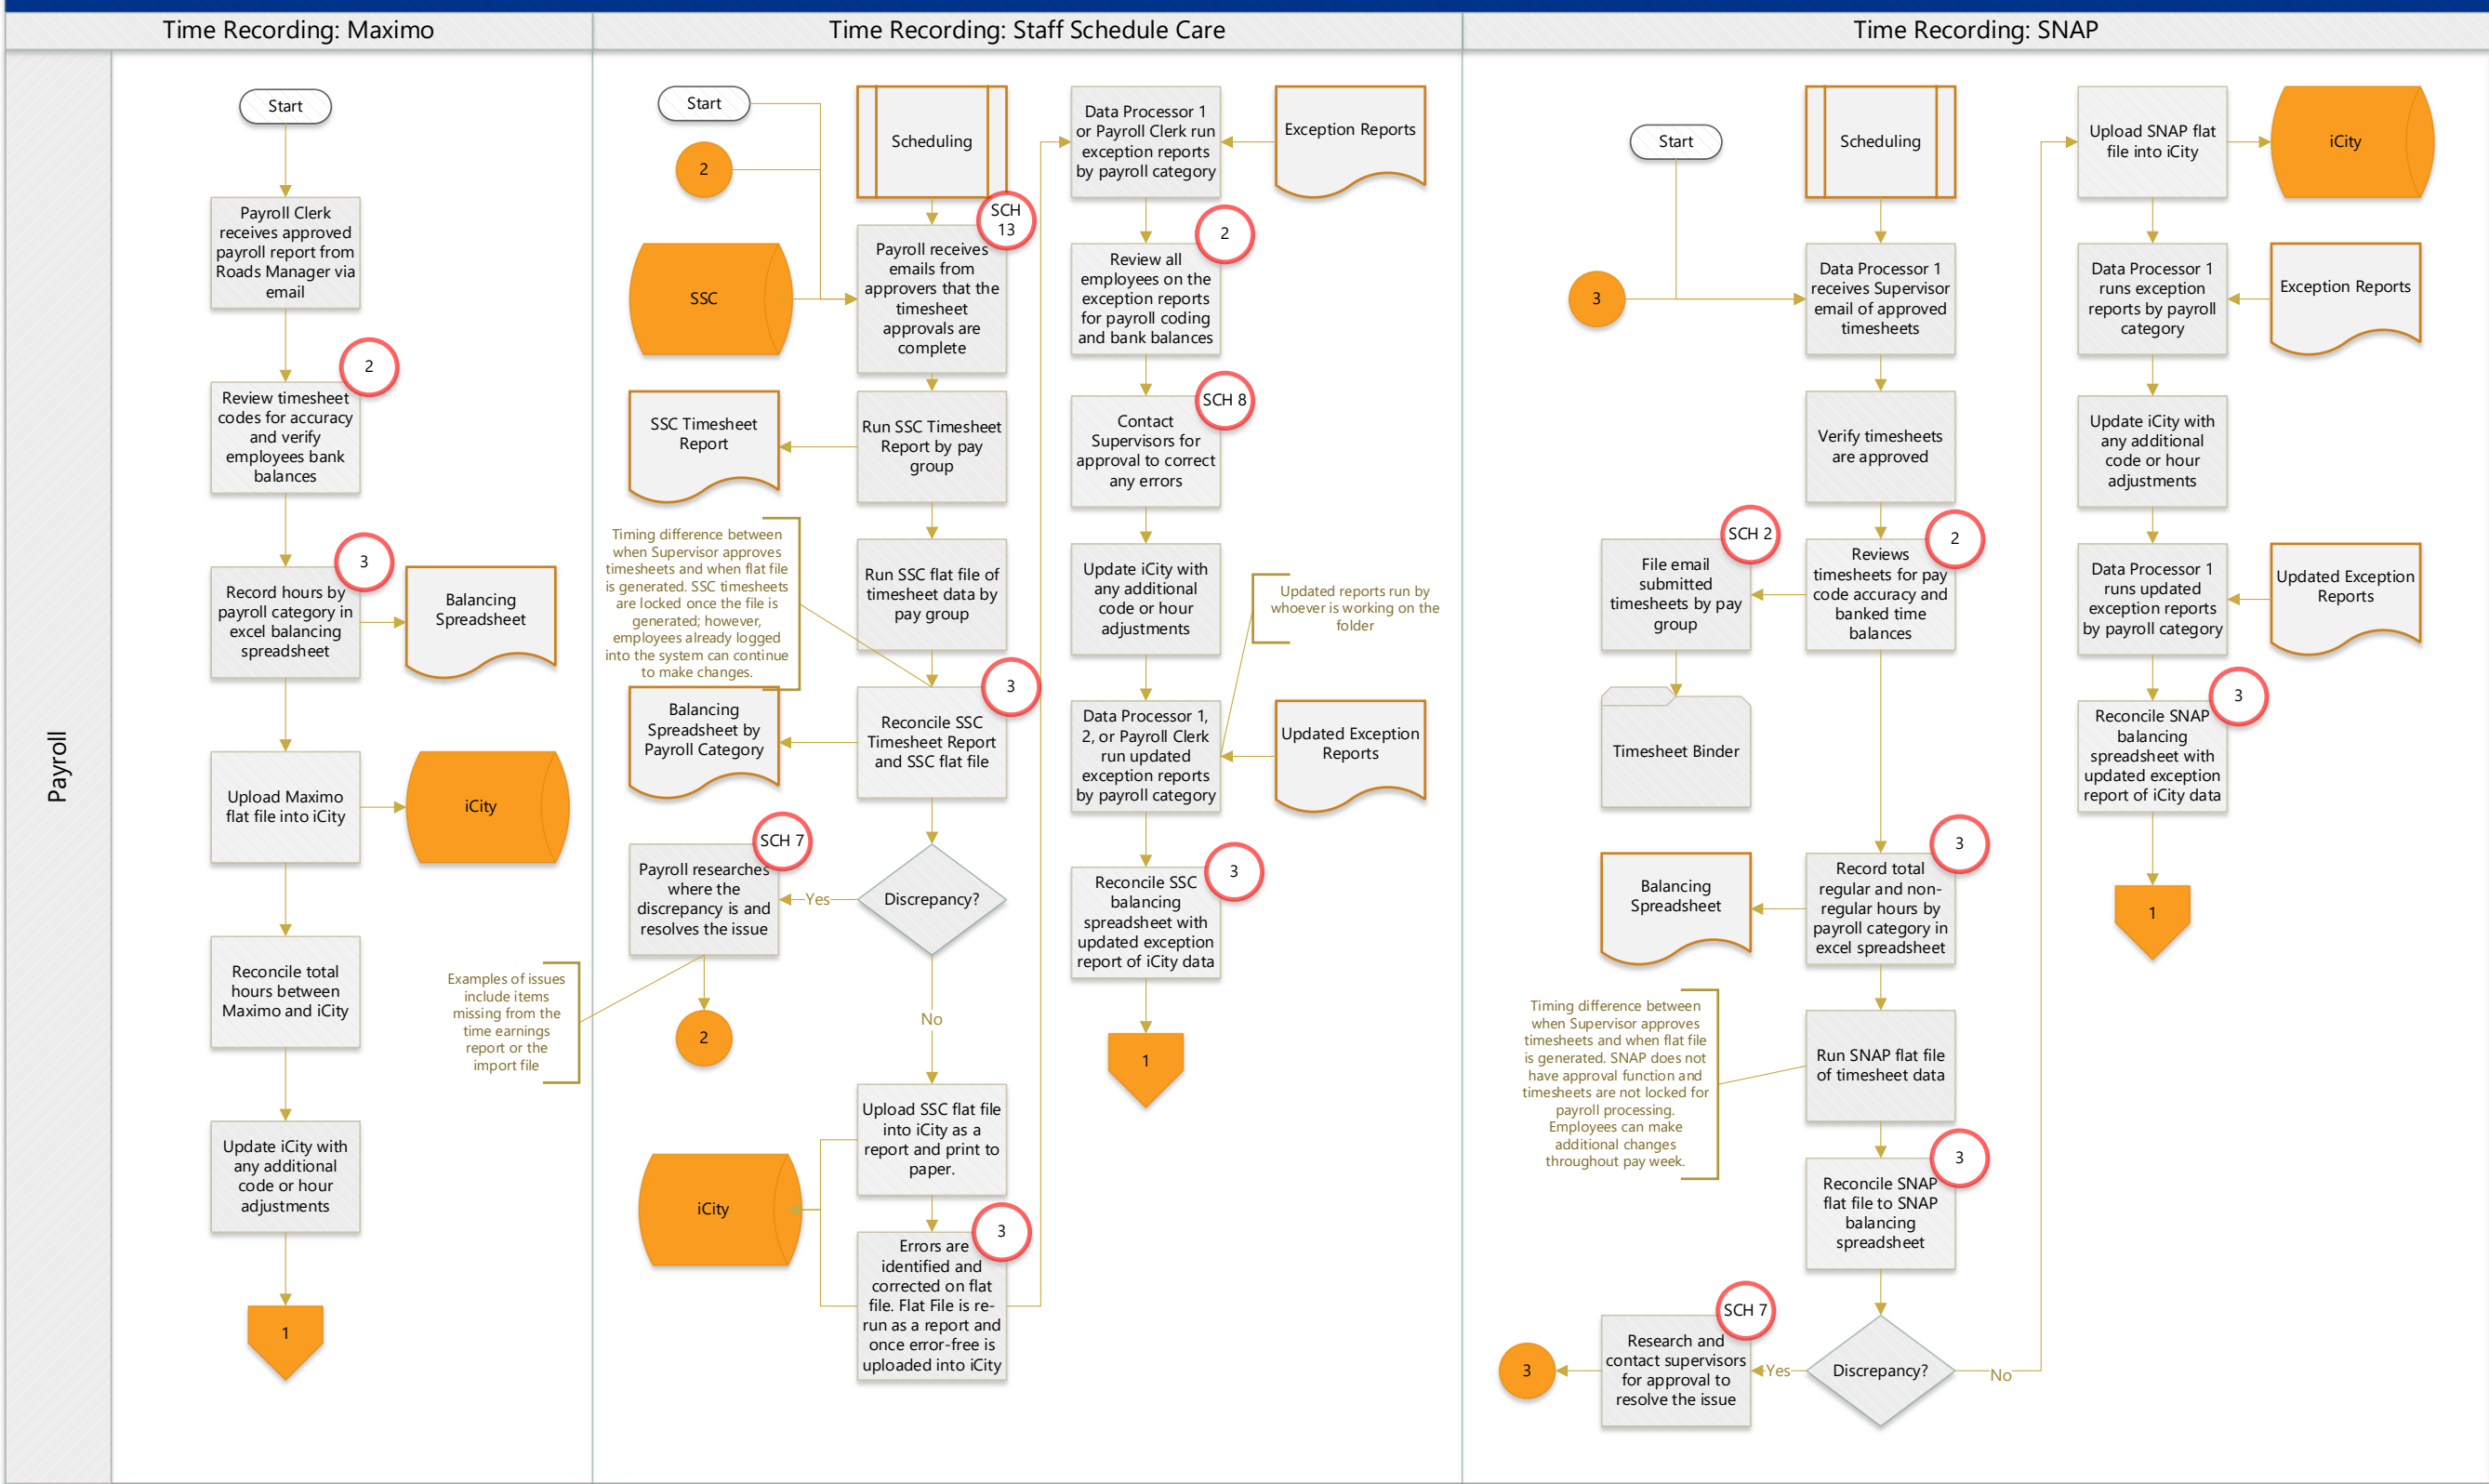 Time Recording: Maximo
Time Recording: Staff Schedule Care
Time Recording: SNAP
Payroll
Start
Payroll Clerk
receives approved
payroll report from
Roads Manager via
email
2
Review timesheet
codes for accuracy
and verify
employees bank
balances
3
Record hours by
payroll category in
excel balancing
spreadsheet
Balancing
Spreadsheet
Upload Maximo
flat file into iCity
iCity
Reconcile total
hours between
Maximo and iCity
Update iCity with
any additional
code or hour
adjustments
1
Start
2
SSC
Scheduling
SCH
13
Payroll receives
emails from
approvers that the
timesheet
approvals are
complete
SSC Timesheet
Report
Run SSC Timesheet
Report by pay
group
Timing difference between
when Supervisor approves
timesheets and when flat file
is generated. SSC timesheets
are locked once the file is
generated; however,
employees already logged
into the system can continue
to make changes.
Run SSC flat file of
timesheet data by
pay group
3
Balancing
Spreadsheet by
Payroll Category
Reconcile SSC
Timesheet Report
and SSC flat file
SCH 7
Payroll researches
where the
discrepancy is and
resolves the issue
Yes
Discrepancy?
Examples of issues
include items
missing from the
time earnings
report or the
import file
2
No
Upload SSC flat file
into iCity as a
report and print to
paper.
iCity
3
Errors are
identified and
corrected on flat
file. Flat File is re-
run as a report and
once error-free is
uploaded into iCity
Data Processor 1
or Payroll Clerk run
exception reports
by payroll category
Exception Reports
2
Review all
employees on the
exception reports
for payroll coding
and bank balances
SCH 8
Contact
Supervisors for
approval to correct
any errors
Update iCity with
any additional
code or hour
adjustments
Updated reports run by
whoever is working on the
folder
Data Processor 1,
2, or Payroll Clerk
run updated
exception reports
by payroll category
Updated Exception
Reports
3
Reconcile SSC
balancing
spreadsheet with
updated exception
report of iCity data
1
Start
3
Scheduling
Data Processor 1
receives Supervisor
email of approved
timesheets
Verify timesheets
are approved
SCH 2
File email
submitted
timesheets by pay
group
2
Reviews
timesheets for pay
code accuracy and
banked time
balances
Timesheet Binder
3
Balancing
Spreadsheet
Record total
regular and non-
regular hours by
payroll category in
excel spreadsheet
Timing difference between
when Supervisor approves
timesheets and when flat file
is generated. SNAP does not
have approval function and
timesheets are not locked for
payroll processing.
Employees can make
additional changes
throughout pay week.
Run SNAP flat file
of timesheet data
3
Reconcile SNAP
flat file to SNAP
balancing
spreadsheet
SCH 7
3
Research and
contact supervisors
for approval to
resolve the issue
Yes
Discrepancy?
No
Upload SNAP flat
file into iCity
iCity
Data Processor 1
runs exception
reports by payroll
category
Exception Reports
Update iCity with
any additional
code or hour
adjustments
Data Processor 1
runs updated
exception reports
by payroll category
Updated Exception
Reports
3
Reconcile SNAP
balancing
spreadsheet with
updated exception
report of iCity data
1